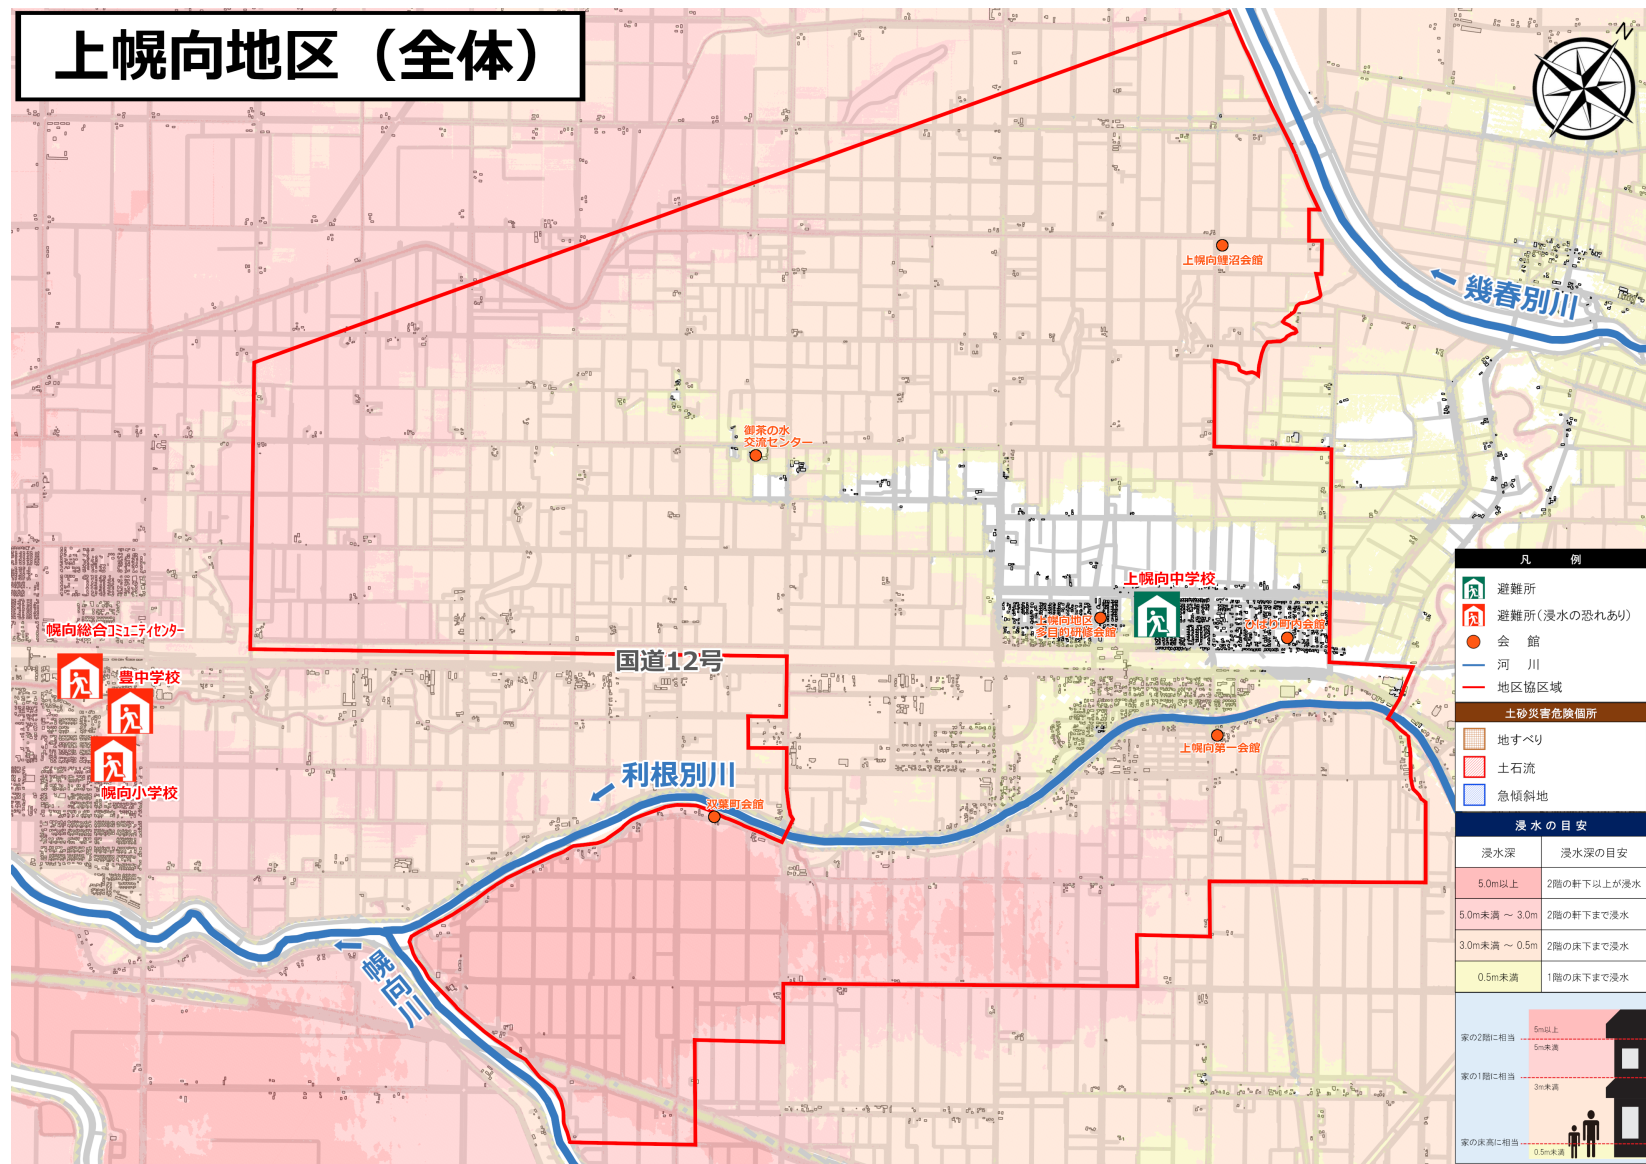 上幌向地区（全体）
N
上幌向鯉沼会館
幾春別川
御茶の水
交流センター
上幌向中学校
上幌向地区
多目的研修会館
ひばり町内会館
幌向総合コミュニティセンター
豊中学校
幌向小学校
国道12号
上幌向第一会館
利根別川
双葉町会館
幌向川
凡　例
避難所
避難所(浸水の恐れあり)
会　館
河　川
地区協区域
土砂災害危険個所
地すべり
土石流
急傾斜地
浸水の目安
浸水深　浸水深の目安
5.0m以上　2階の軒下以上が浸水
5.0m未満 ～ 3.0m　2階の軒下まで浸水
3.0m未満 ～ 0.5m　2階の床下まで浸水
0.5m未満　1階の床下まで浸水
5m以上
家の2階に相当
5m未満
家の1階に相当
3m未満
家の床高に相当
0.5m未満